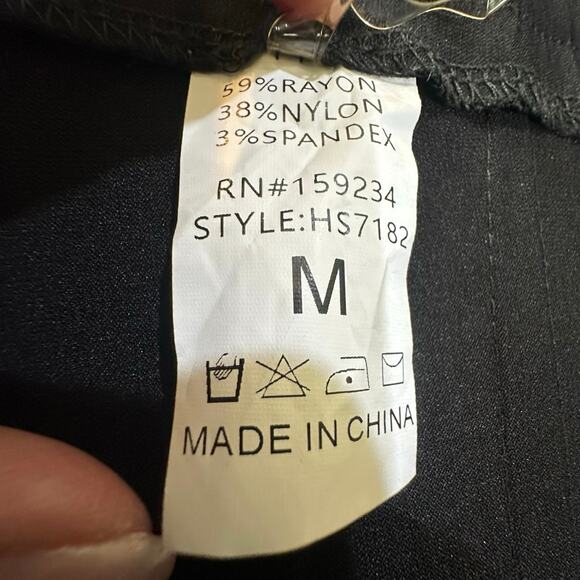 59%RAYON
38%NYLON
3%SPANDEX
RN#159234
STYLE:HS7182
M
MADE IN CHINA